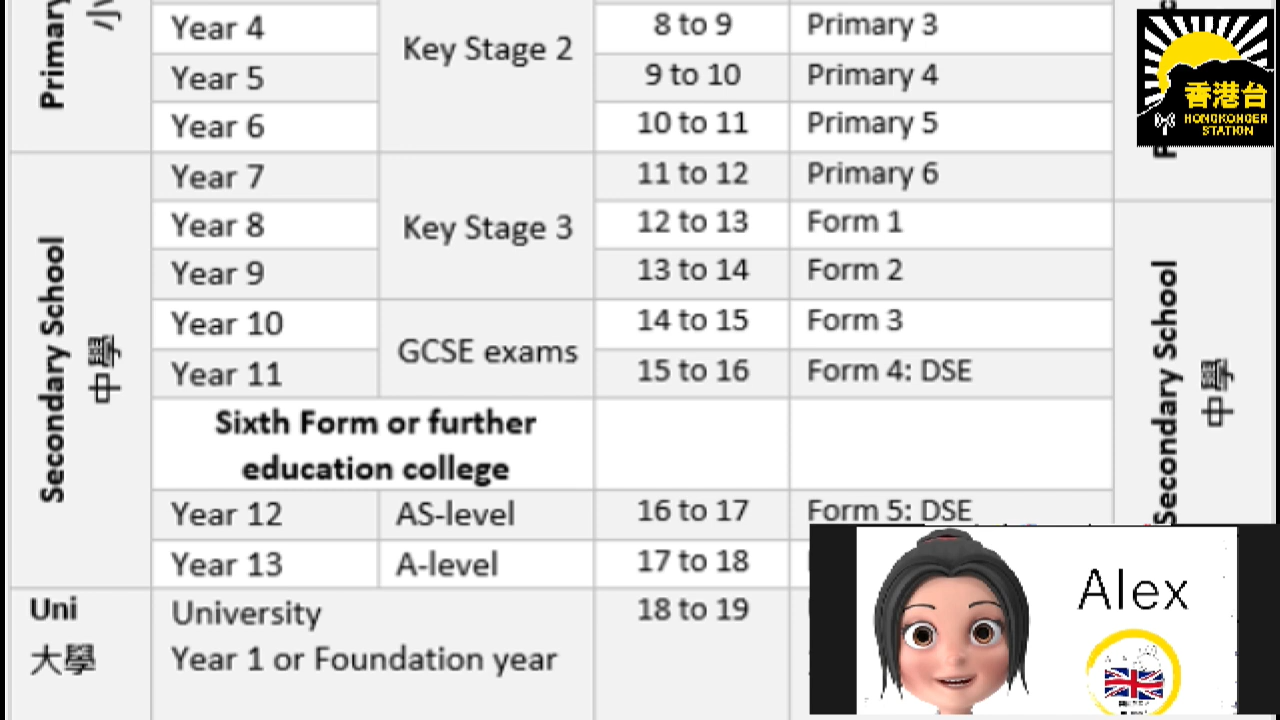 Primary
小
Year 4
Key Stage 2
8 to 9
Primary 3
Year 5
9 to 10
Primary 4
Year 6
10 to 11
Primary 5
香港台
HONGKONGER
STATION
Secondary School
中學
Year 7
Key Stage 3
11 to 12
Primary 6
Year 8
12 to 13
Form 1
Year 9
13 to 14
Form 2
Year 10
GCSE exams
14 to 15
Form 3
Year 11
15 to 16
Form 4: DSE
Secondary School
中學
Sixth Form or further
education college
Year 12
AS-level
16 to 17
Form 5: DSE
Year 13
A-level
17 to 18
Uni
大學
University
Year 1 or Foundation year
18 to 19
Alex